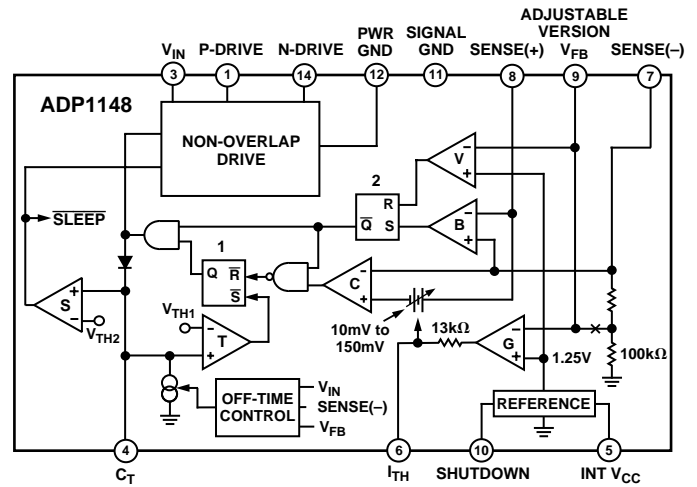 ADJUSTABLE VERSION
V_IN P-DRIVE N-DRIVE PWR GND SIGNAL GND SENSE(+) V_FB SENSE(–)
3 1 14 12 11 8 9 7
ADP1148
NON-OVERLAP
DRIVE
SLEEP
V
–
+
2
R
Q
S
B
–
+
1
Q
R
S
C
–
+
S
+
–
V_TH2
V_TH1
T
–
+
10mV to
150mV
13kΩ
G
–
+
1.25V
100kΩ
OFF-TIME
CONTROL
V_IN
SENSE(–)
V_FB
REFERENCE
4 6 10 5
C_T I_TH SHUTDOWN INT V_CC